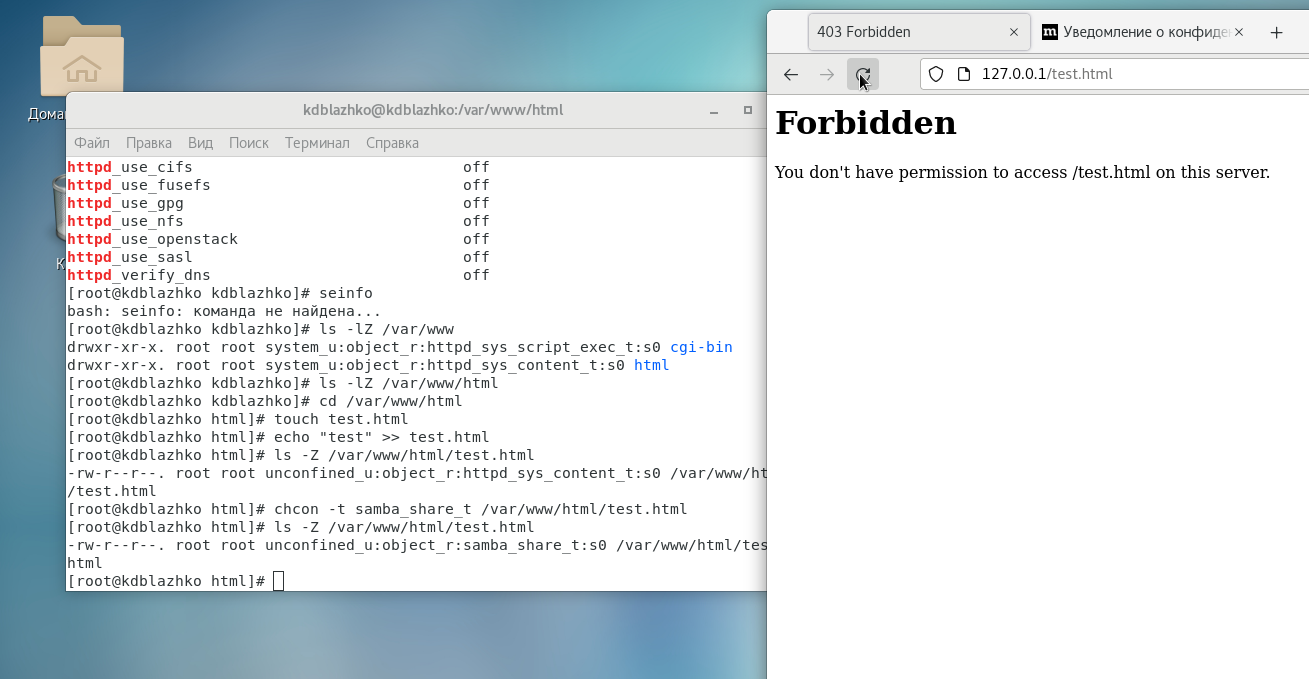 Дома
К
kdblazhko@kdblazhko:/var/www/html
Файл Правка Вид Поиск Терминал Справка
httpd_use_cifs off
httpd_use_fusefs off
httpd_use_gpg off
httpd_use_nfs off
httpd_use_openstack off
httpd_use_sasl off
httpd_verify_dns off
[root@kdblazhko kdblazhko]# seinfo
bash: seinfo: команда не найдена...
[root@kdblazhko kdblazhko]# ls -lZ /var/www
drwxr-xr-x. root root system_u:object_r:httpd_sys_script_exec_t:s0 cgi-bin
drwxr-xr-x. root root system_u:object_r:httpd_sys_content_t:s0 html
[root@kdblazhko kdblazhko]# ls -lZ /var/www/html
[root@kdblazhko kdblazhko]# cd /var/www/html
[root@kdblazhko html]# touch test.html
[root@kdblazhko html]# echo "test" >> test.html
[root@kdblazhko html]# ls -Z /var/www/html/test.html
-rw-r--r--. root root unconfined_u:object_r:httpd_sys_content_t:s0 /var/www/ht
/test.html
[root@kdblazhko html]# chcon -t samba_share_t /var/www/html/test.html
[root@kdblazhko html]# ls -Z /var/www/html/test.html
-rw-r--r--. root root unconfined_u:object_r:samba_share_t:s0 /var/www/html/tes
html
[root@kdblazhko html]#
403 Forbidden
m Уведомление о конфиде
127.0.0.1/test.html
Forbidden
You don't have permission to access /test.html on this server.